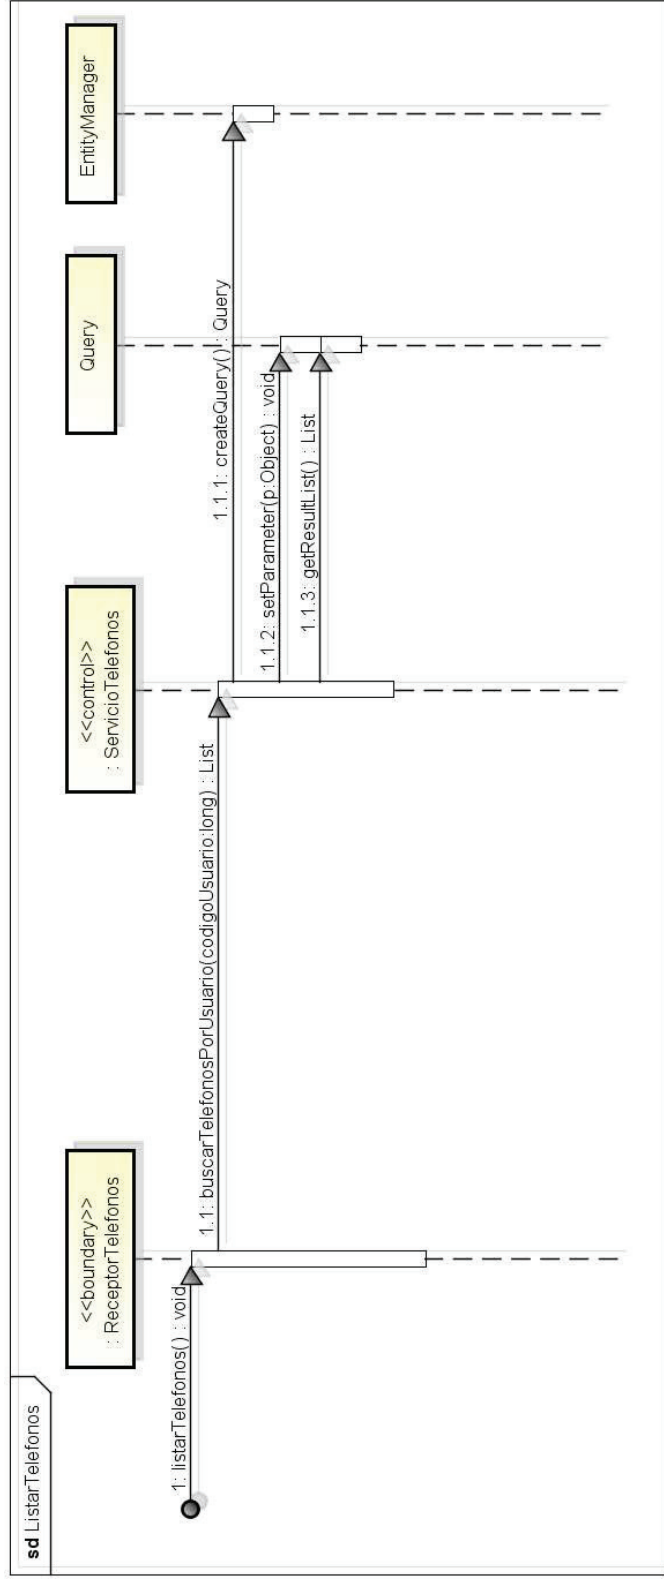 sd ListarTelefonos
<<boundary>>
: ReceptorTelefonos
<<control>>
: ServicioTelefonos
Query
EntityManager
1: listarTelefonos() : void
1.1: buscarTelefonosPorUsuario(codigoUsuario:long) : List
1.1.1: createQuery() : Query
1.1.2: setParameter(p:Object) : void
1.1.3: getResultList() : List